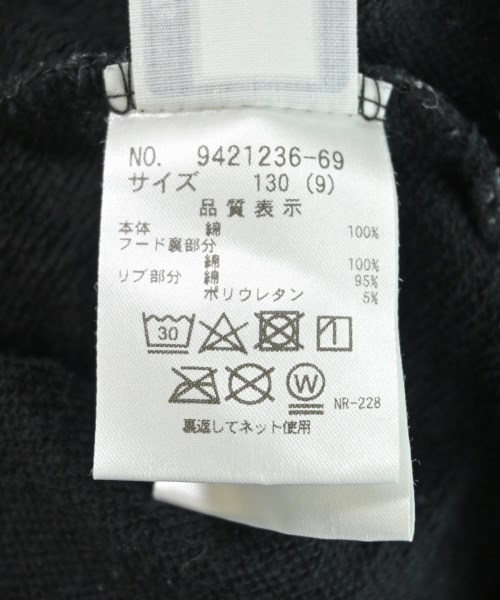 NO. 9421236-69
サイズ 130 (9)
品質表示
本体 綿 100%
フード裏部分
綿 100%
リブ部分 綿 95%
ポリウレタン 5%
30
W
NR-228
裏返してネット使用